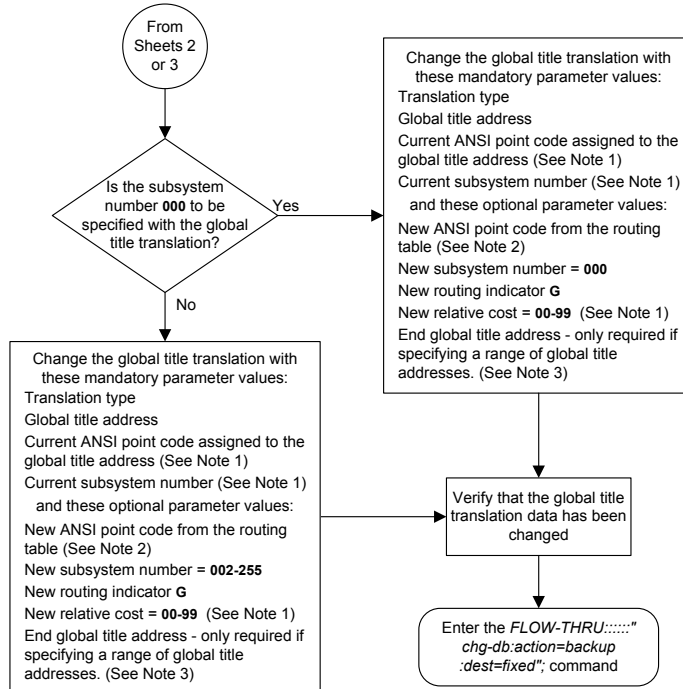 From
Sheets 2
or 3
Is the subsystem
number 000 to be
specified with the global
title translation?
Yes
No
Change the global title translation with
these mandatory parameter values:
Translation type
Global title address
Current ANSI point code assigned to the
global title address (See Note 1)
Current subsystem number (See Note 1)
and these optional parameter values:
New ANSI point code from the routing
table (See Note 2)
New subsystem number = 000
New routing indicator G
New relative cost = 00-99 (See Note 1)
End global title address - only required if
specifying a range of global title
addresses. (See Note 3)
Change the global title translation with
these mandatory parameter values:
Translation type
Global title address
Current ANSI point code assigned to the
global title address (See Note 1)
Current subsystem number (See Note 1)
and these optional parameter values:
New ANSI point code from the routing
table (See Note 2)
New subsystem number = 002-255
New routing indicator G
New relative cost = 00-99 (See Note 1)
End global title address - only required if
specifying a range of global title
addresses. (See Note 3)
Verify that the global title
translation data has been
changed
Enter the FLOW-THRU::::::"
chg-db:action=backup
:dest=fixed"; command